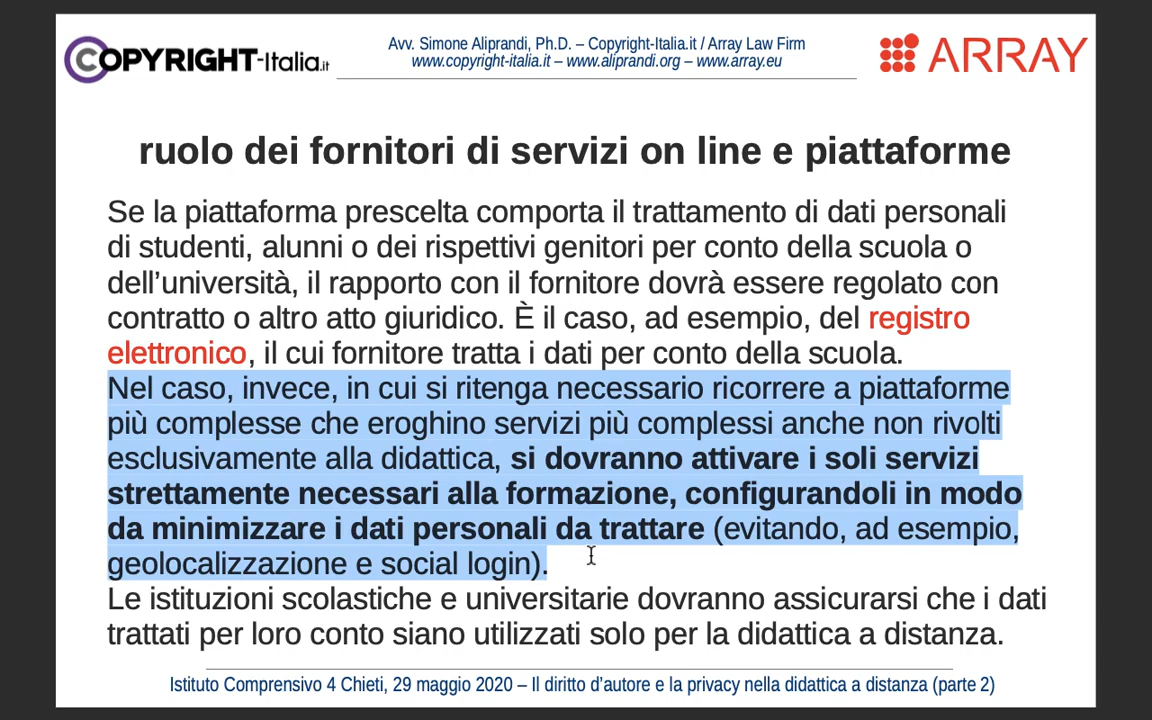 COPYRIGHT-Italia.it
Avv. Simone Aliprandi, Ph.D. – Copyright-Italia.it / Array Law Firm
www.copyright-italia.it – www.aliprandi.org – www.array.eu
ARRAY
ruolo dei fornitori di servizi on line e piattaforme
Se la piattaforma prescelta comporta il trattamento di dati personali
di studenti, alunni o dei rispettivi genitori per conto della scuola o
dell’università, il rapporto con il fornitore dovrà essere regolato con
contratto o altro atto giuridico. È il caso, ad esempio, del registro
elettronico, il cui fornitore tratta i dati per conto della scuola.
Nel caso, invece, in cui si ritenga necessario ricorrere a piattaforme
più complesse che eroghino servizi più complessi anche non rivolti
esclusivamente alla didattica, si dovranno attivare i soli servizi
strettamente necessari alla formazione, configurandoli in modo
da minimizzare i dati personali da trattare (evitando, ad esempio,
geolocalizzazione e social login).
Le istituzioni scolastiche e universitarie dovranno assicurarsi che i dati
trattati per loro conto siano utilizzati solo per la didattica a distanza.
Istituto Comprensivo 4 Chieti, 29 maggio 2020 – Il diritto d’autore e la privacy nella didattica a distanza (parte 2)